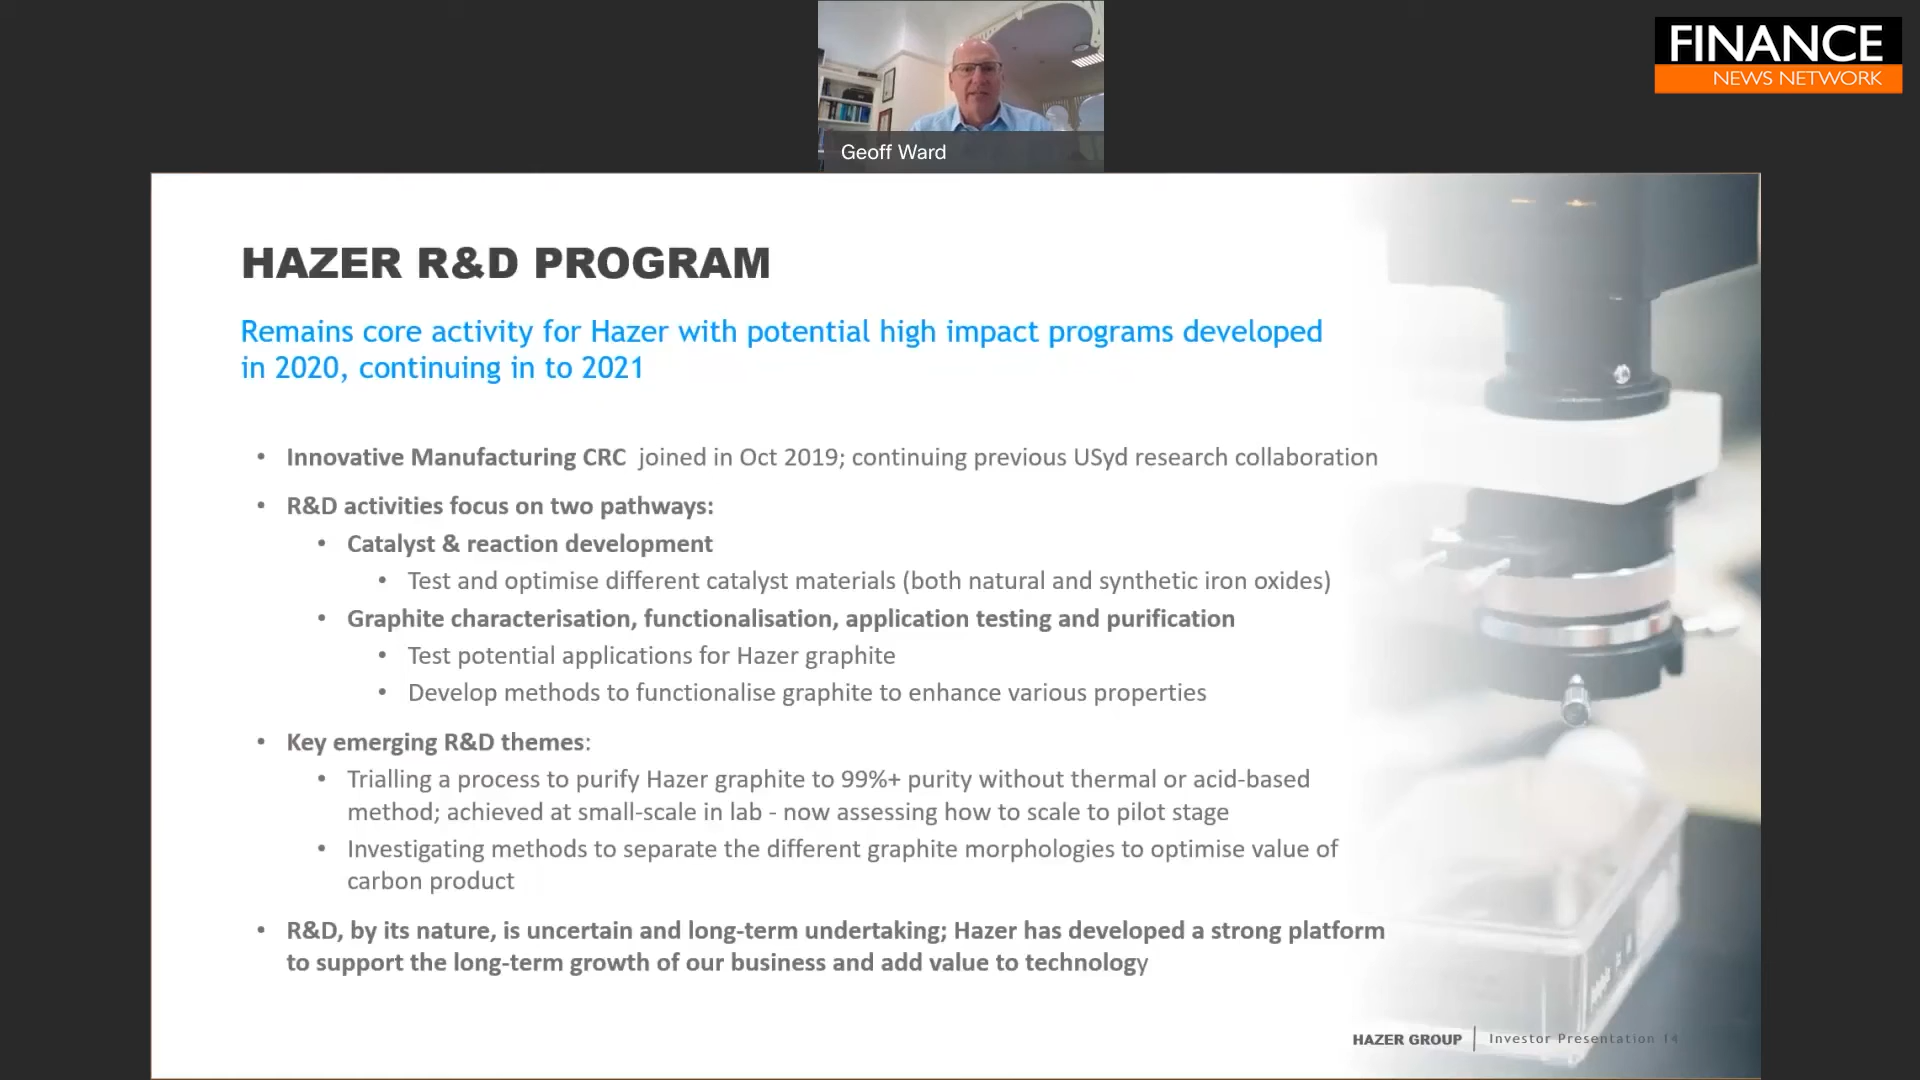 FINANCE
NEWS NETWORK
Geoff Ward
HAZER R&D PROGRAM
Remains core activity for Hazer with potential high impact programs developed
in 2020, continuing in to 2021
• Innovative Manufacturing CRC joined in Oct 2019; continuing previous USyd research collaboration
• R&D activities focus on two pathways:
• Catalyst & reaction development
• Test and optimise different catalyst materials (both natural and synthetic iron oxides)
• Graphite characterisation, functionalisation, application testing and purification
• Test potential applications for Hazer graphite
• Develop methods to functionalise graphite to enhance various properties
• Key emerging R&D themes:
• Trialling a process to purify Hazer graphite to 99%+ purity without thermal or acid-based
method; achieved at small-scale in lab - now assessing how to scale to pilot stage
• Investigating methods to separate the different graphite morphologies to optimise value of
carbon product
• R&D, by its nature, is uncertain and long-term undertaking; Hazer has developed a strong platform
to support the long-term growth of our business and add value to technology
HAZER GROUP | Investor Presentation 14